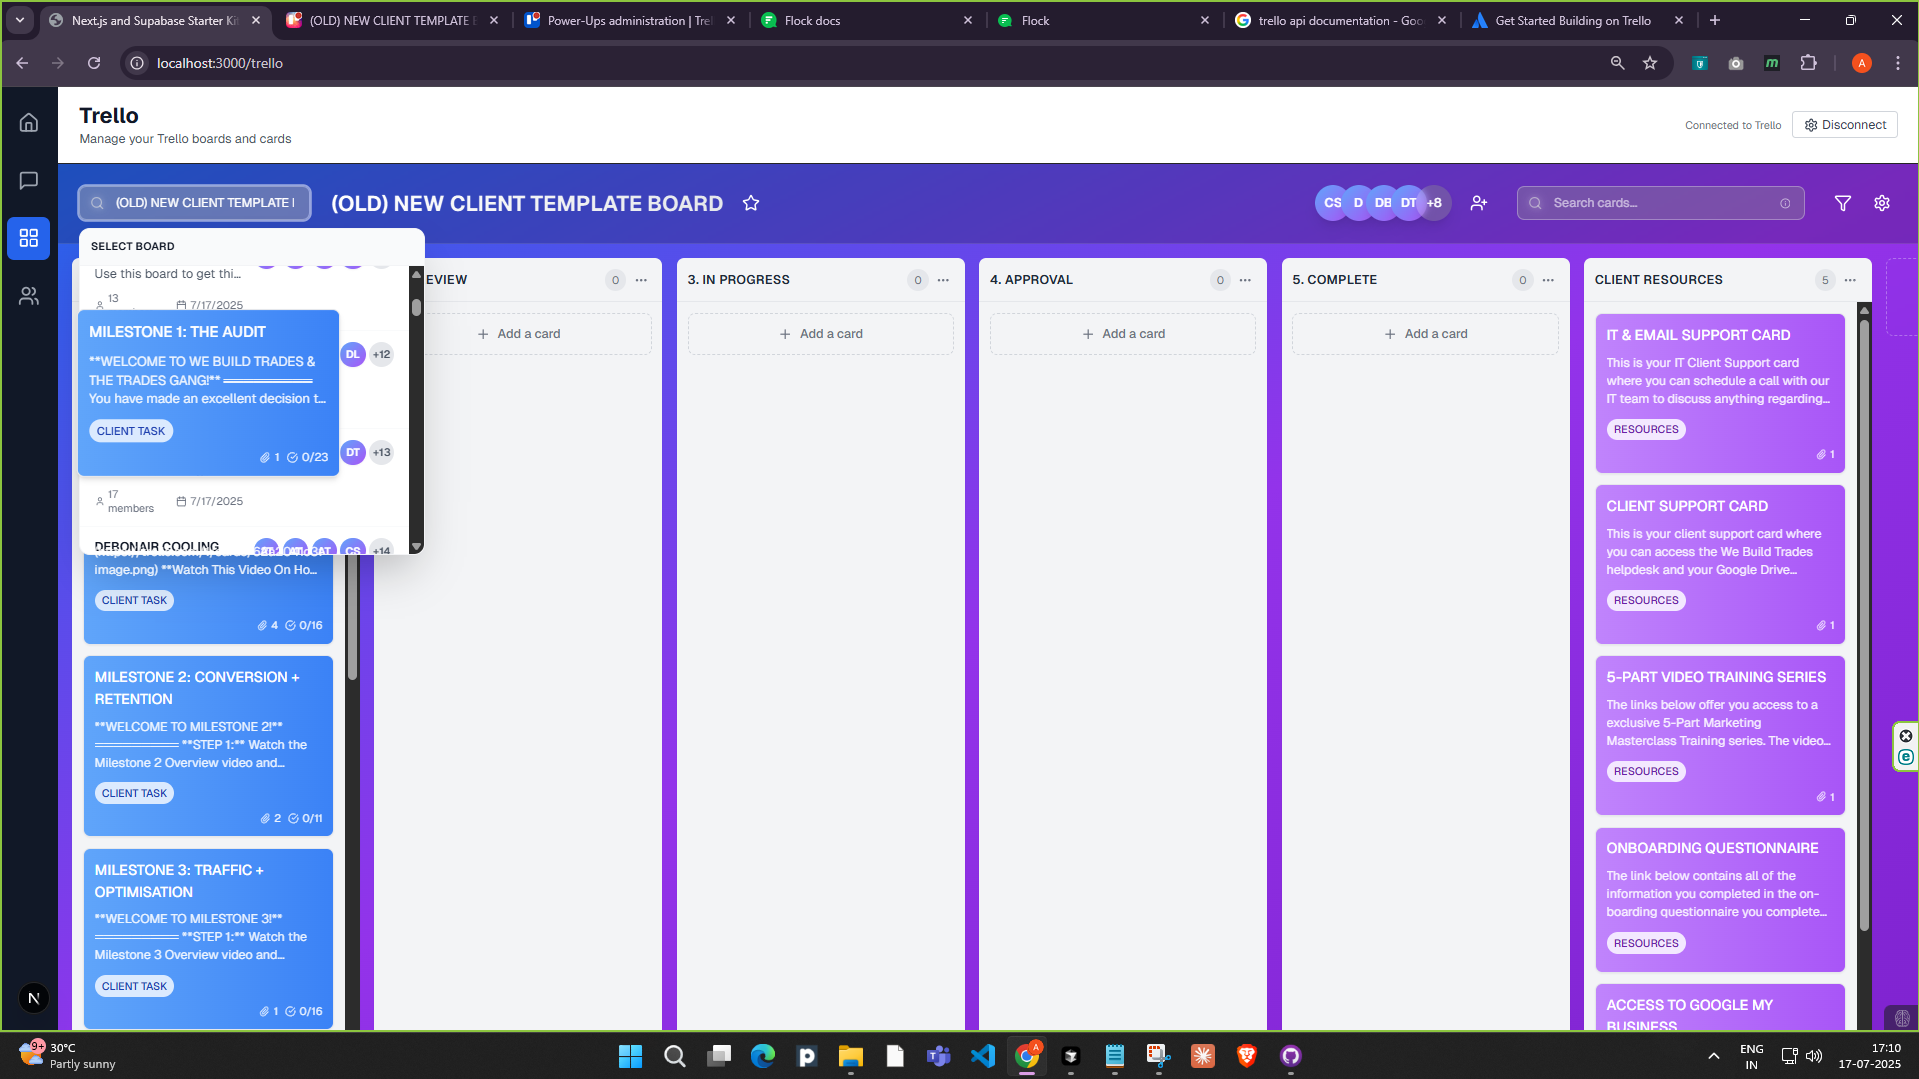 Next.js and Supabase Starter Ki
(OLD) NEW CLIENT TEMPLATE
Power-Ups administration | Trel
Flock docs
Flock
trello api documentation - Goo
Get Started Building on Trello
localhost:3000/trello
A
Trello
Manage your Trello boards and cards
Connected to Trello
Disconnect
(OLD) NEW CLIENT TEMPLATE
(OLD) NEW CLIENT TEMPLATE BOARD
CS D DB DT +8
Search cards...
SELECT BOARD
Use this board to get thi...
13
7/17/2025
MILESTONE 1: THE AUDIT
**WELCOME TO WE BUILD TRADES &
THE TRADES GANG!** ══════════
You have made an excellent decision t...
CLIENT TASK
1 0/23
DL +12
DT +13
17
members
7/17/2025
DEBONAIR COOLING
CS +14
image.png) **Watch This Video On Ho...
CLIENT TASK
4 0/16
MILESTONE 2: CONVERSION +
RETENTION
**WELCOME TO MILESTONE 2!**
══════════ **STEP 1:** Watch the
Milestone 2 Overview video and...
CLIENT TASK
2 0/11
MILESTONE 3: TRAFFIC +
OPTIMISATION
**WELCOME TO MILESTONE 3!**
══════════ **STEP 1:** Watch the
Milestone 3 Overview video and...
CLIENT TASK
1 0/16
EVIEW
0
Add a card
3. IN PROGRESS
0
Add a card
4. APPROVAL
0
Add a card
5. COMPLETE
0
Add a card
CLIENT RESOURCES
5
IT & EMAIL SUPPORT CARD
This is your IT Client Support card
where you can schedule a call with our
IT team to discuss anything regarding...
RESOURCES
1
CLIENT SUPPORT CARD
This is your client support card where
you can access the We Build Trades
helpdesk and your Google Drive...
RESOURCES
1
5-PART VIDEO TRAINING SERIES
The links below offer you access to a
exclusive 5-Part Marketing
Masterclass Training series. The video...
RESOURCES
1
ONBOARDING QUESTIONNAIRE
The link below contains all of the
information you completed in the on-
boarding questionnaire you complete...
RESOURCES
ACCESS TO GOOGLE MY
BUSINESS
N
9+
30°C
Partly sunny
A
ENG
IN
17:10
17-07-2025